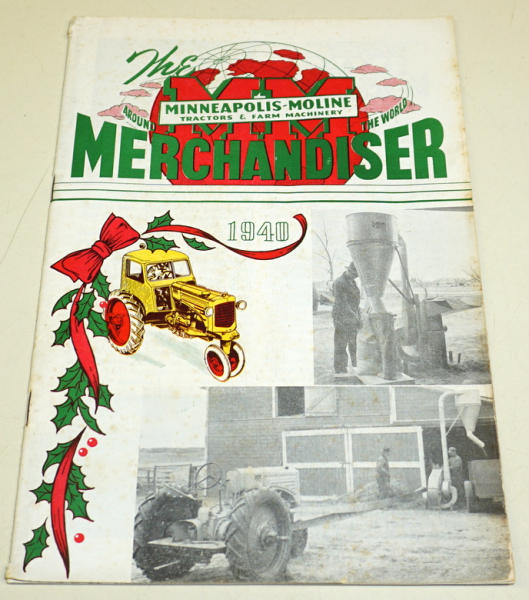 The
MM
MINNEAPOLIS-MOLINE
TRACTORS & FARM MACHINERY
AROUND THE WORLD
MERCHANDISER
1940